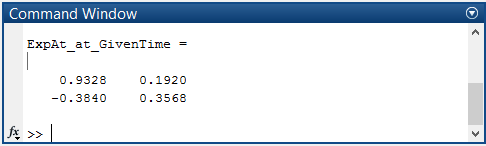 Command Window
ExpAt_at_GivenTime =
0.9328 0.1920
-0.3840 0.3568
fx >>